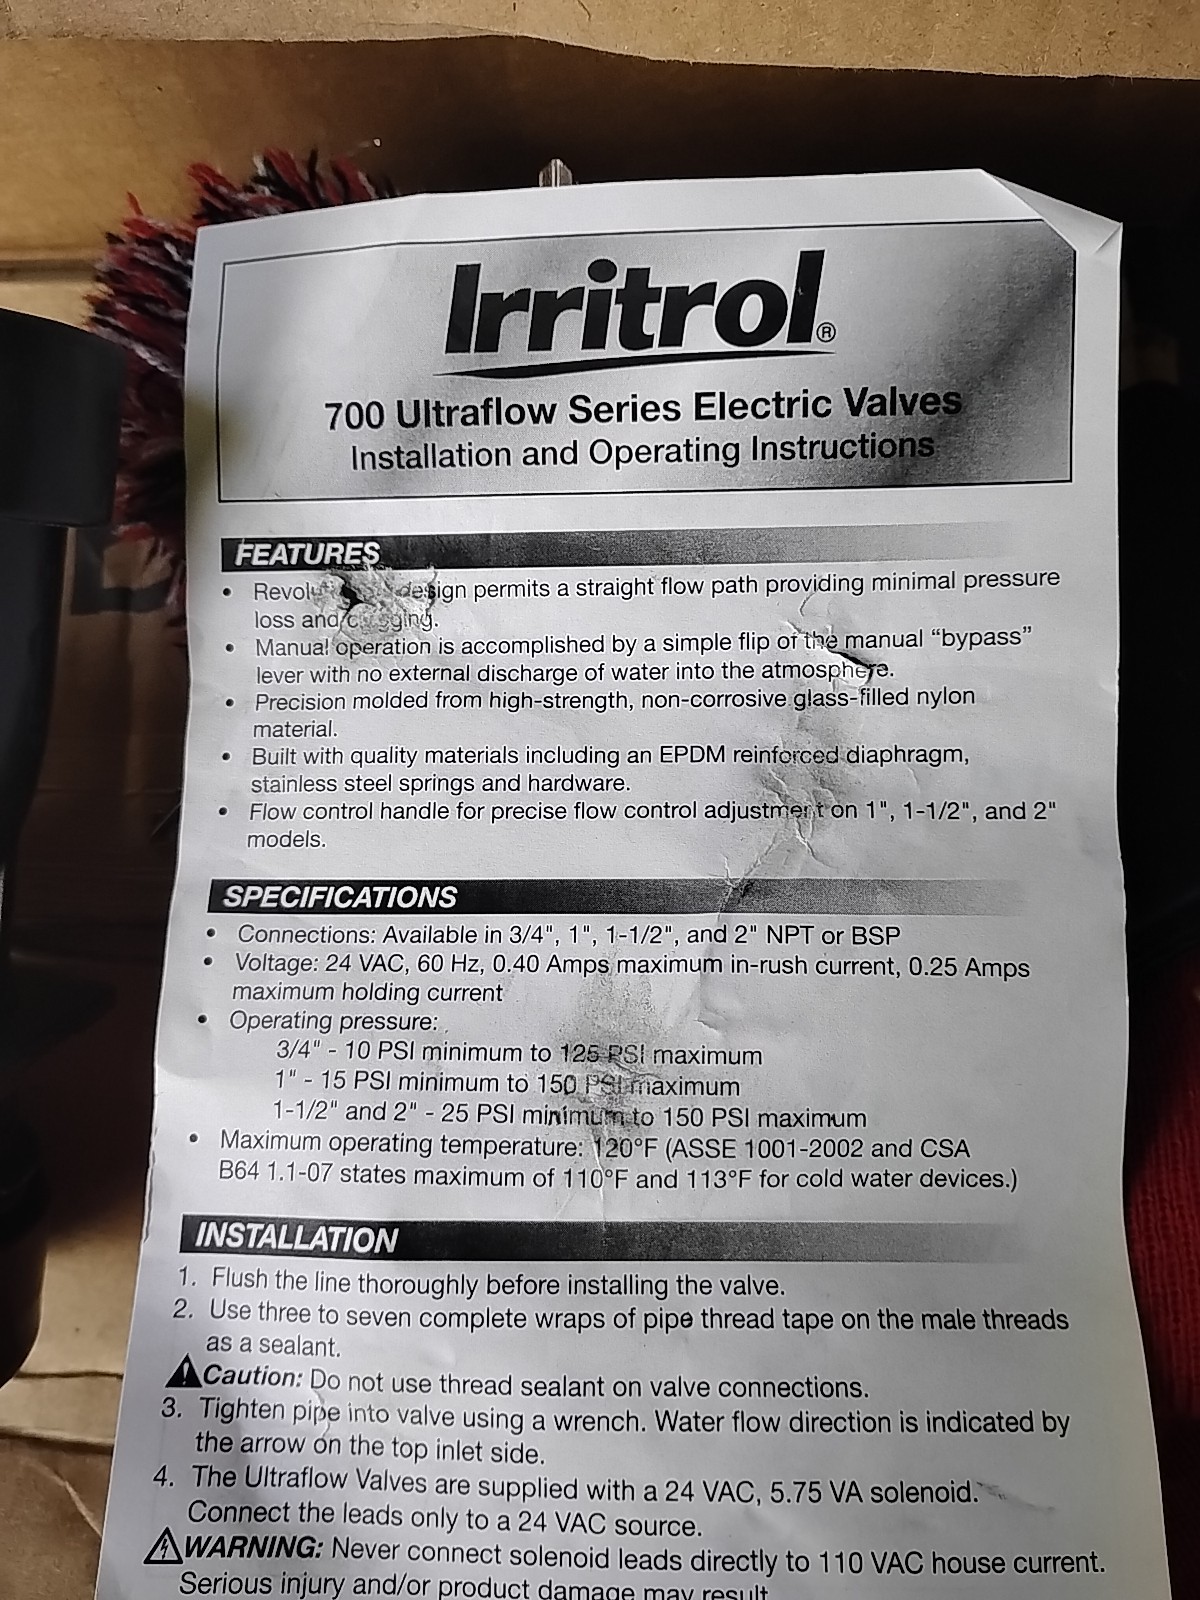 Irritrol®
700 Ultraflow Series Electric Valves
Installation and Operating Instructions
FEATURES
• design permits a straight flow path providing minimal pressure
loss and
• Manual operation is accomplished by a simple flip of the manual “bypass”
lever with no external discharge of water into the atmosphere.
• Precision molded from high-strength, non-corrosive glass-filled nylon
material.
• Built with quality materials including an EPDM reinforced diaphragm,
stainless steel springs and hardware.
• Flow control handle for precise flow control adjustment on 1", 1-1/2", and 2"
models.
SPECIFICATIONS
• Connections: Available in 3/4", 1", 1-1/2", and 2" NPT or BSP
• Voltage: 24 VAC, 60 Hz, 0.40 Amps maximum in-rush current, 0.25 Amps
maximum holding current
• Operating pressure:
3/4" - 10 PSI minimum to 125 PSI maximum
1" - 15 PSI minimum to 150 PSI maximum
1-1/2" and 2" - 25 PSI minimum to 150 PSI maximum
• Maximum operating temperature: 120°F (ASSE 1001-2002 and CSA
B64 1.1-07 states maximum of 110°F and 113°F for cold water devices.)
INSTALLATION
1. Flush the line thoroughly before installing the valve.
2. Use three to seven complete wraps of pipe thread tape on the male threads
as a sealant.
Caution: Do not use thread sealant on valve connections.
3. Tighten pipe into valve using a wrench. Water flow direction is indicated by
the arrow on the top inlet side.
4. The Ultraflow Valves are supplied with a 24 VAC, 5.75 VA solenoid.
Connect the leads only to a 24 VAC source.
WARNING: Never connect solenoid leads directly to 110 VAC house current.
Serious injury and/or product damage may result